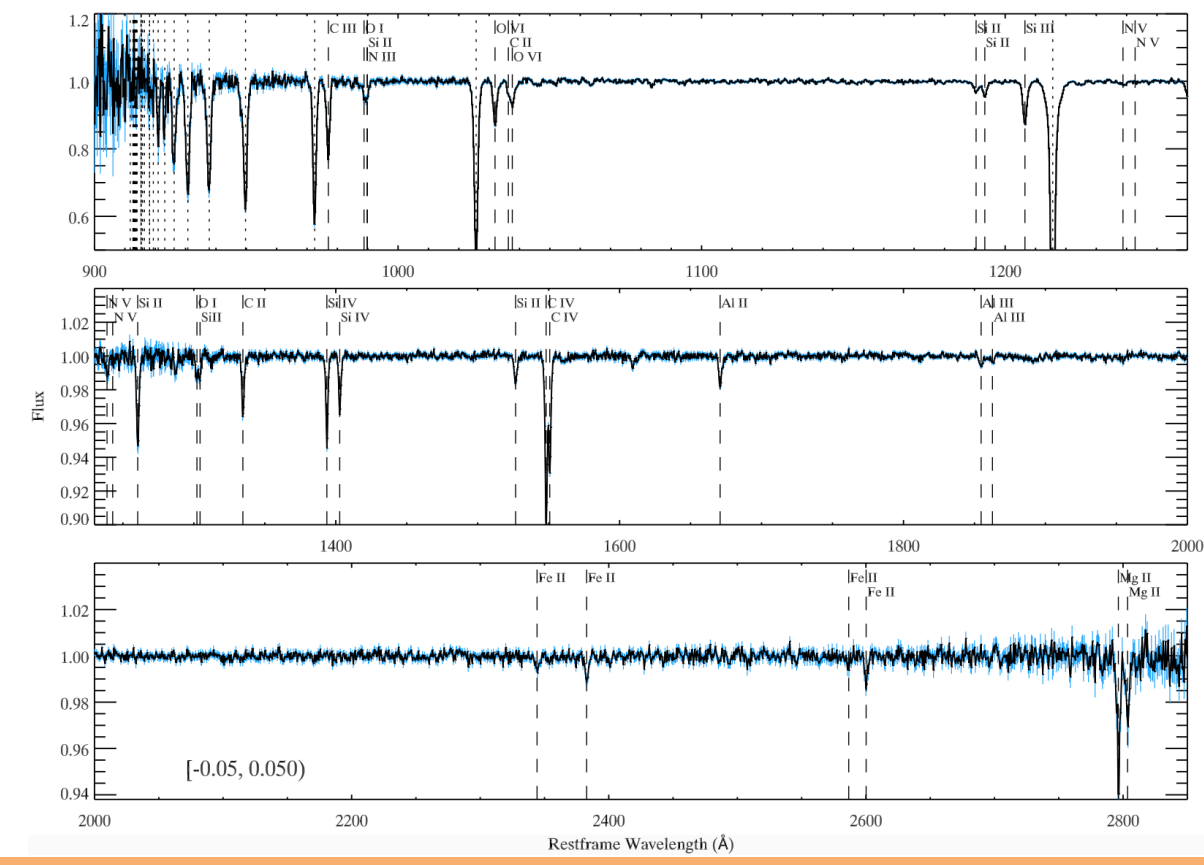 C III O I O VI Si II Si III N V
Si II C II Si II N V
N III O VI
1.2
1.0
0.8
0.6
900 1000 1100 1200
N V Si II O I C II Si IV Si II C IV Al II Al III
N V SiII Si IV C IV Al III
1.02
1.00
0.98
0.96
0.94
0.92
0.90
Flux
1400 1600 1800 2000
Fe II Fe II Fe II Mg II
Fe II Mg II
1.02
1.00
0.98
0.96
0.94
[-0.05, 0.050)
2000 2200 2400 2600 2800
Restframe Wavelength (Å)